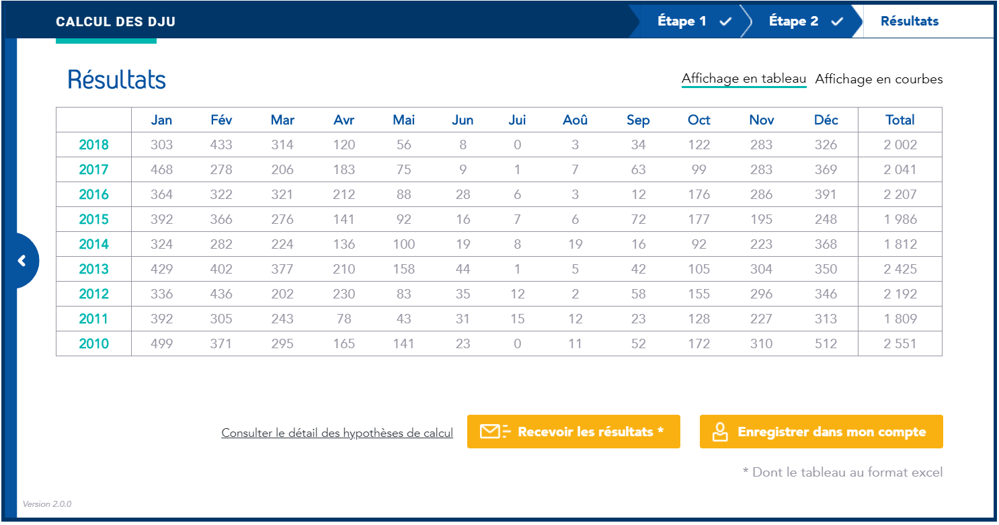 CALCUL DES DJU Étape 1 Étape 2 Résultats
Résultats
Affichage en tableau Affichage en courbes
Jan Fév Mar Avr Mai Jun Jui Aoû Sep Oct Nov Déc Total
2018 303 433 314 120 56 8 0 3 34 122 283 326 2 002
2017 468 278 206 183 75 9 1 7 63 99 283 369 2 041
2016 364 322 321 212 88 28 6 3 12 176 286 391 2 207
2015 392 366 276 141 92 16 7 6 72 177 195 248 1 986
2014 324 282 224 136 100 19 8 19 16 92 223 368 1 812
2013 429 402 377 210 158 44 1 5 42 105 304 350 2 425
2012 336 436 202 230 83 35 12 2 58 155 296 346 2 192
2011 392 305 243 78 43 31 15 12 23 128 227 313 1 809
2010 499 371 295 165 141 23 0 11 52 172 310 512 2 551
Consulter le détail des hypothèses de calcul Recevoir les résultats * Enregistrer dans mon compte
* Dont le tableau au format excel
Version 2.0.0